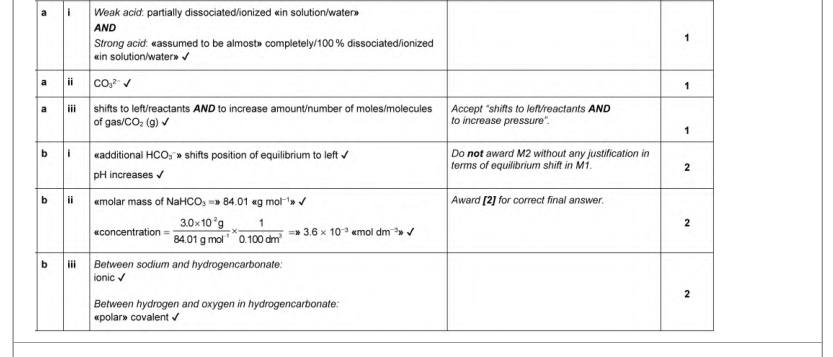 a i Weak acid: partially dissociated/ionized «in solution/water»
AND
Strong acid: «assumed to be almost» completely/100 % dissociated/ionized
«in solution/water» ✓
1
a ii CO₃²⁻ ✓
1
a iii shifts to left/reactants AND to increase amount/number of moles/molecules
of gas/CO₂ (g) ✓
Accept "shifts to left/reactants AND
to increase pressure".
1
b i «additional HCO₃⁻» shifts position of equilibrium to left ✓
pH increases ✓
Do not award M2 without any justification in
terms of equilibrium shift in M1.
2
b ii «molar mass of NaHCO₃ =» 84.01 «g mol⁻¹» ✓
«concentration = 3.0×10⁻²g / 84.01 g mol⁻¹ × 1 / 0.100 dm³ =» 3.6 × 10⁻³ «mol dm⁻³» ✓
Award [2] for correct final answer.
2
b iii Between sodium and hydrogencarbonate:
ionic ✓
Between hydrogen and oxygen in hydrogencarbonate:
«polar» covalent ✓
2